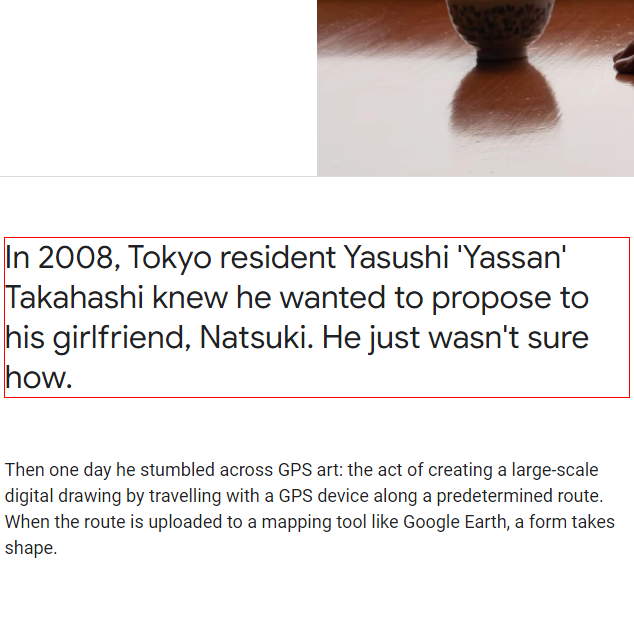 In 2008, Tokyo resident Yasushi 'Yassan'
Takahashi knew he wanted to propose to
his girlfriend, Natsuki. He just wasn't sure
how.
Then one day he stumbled across GPS art: the act of creating a large-scale
digital drawing by travelling with a GPS device along a predetermined route.
When the route is uploaded to a mapping tool like Google Earth, a form takes
shape.